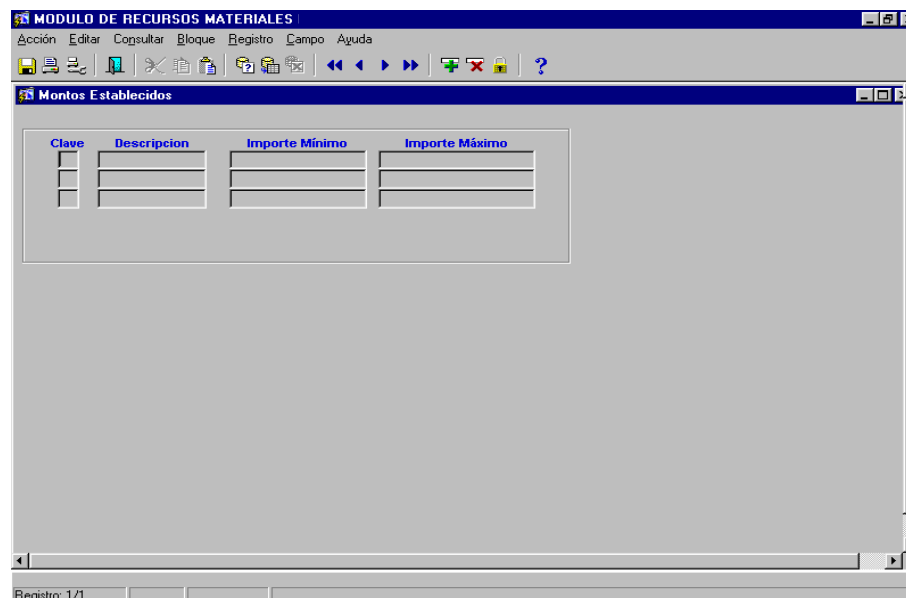 MODULO DE RECURSOS MATERIALES
Acción Editar Consultar Bloque Registro Campo Ayuda
Montos Establecidos
Clave Descripcion Importe Mínimo Importe Máximo
Registro: 1/1